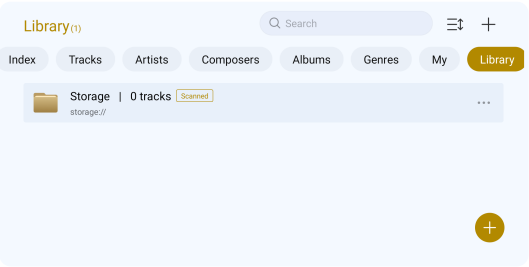 Library(1)
Search
Index Tracks Artists Composers Albums Genres My Library
Storage | 0 tracks Scanned
storage://